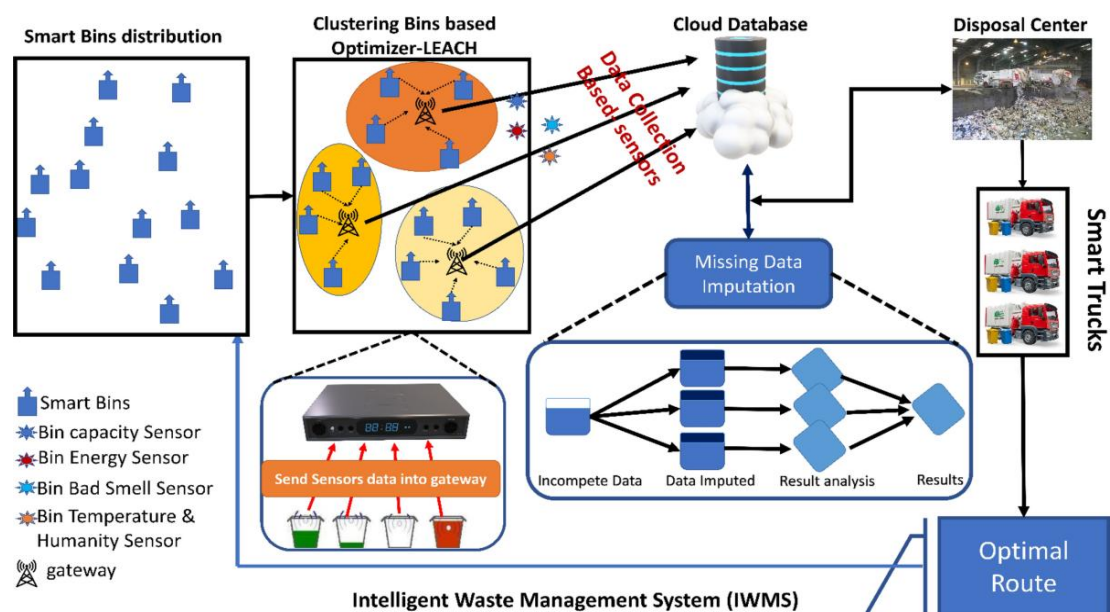 Smart Bins distribution
Clustering Bins based
Optimizer-LEACH
Cloud Database
Disposal Center
Data Collection
Based- sensors
Missing Data
Imputation
Smart Trucks
Smart Bins
Bin capacity Sensor
Bin Energy Sensor
Bin Bad Smell Sensor
Bin Temperature &
Humanity Sensor
gateway
88:88
Send Sensors data into gateway
Incompete Data
Data Imputed
Result analysis
Results
Optimal
Route
Intelligent Waste Management System (IWMS)